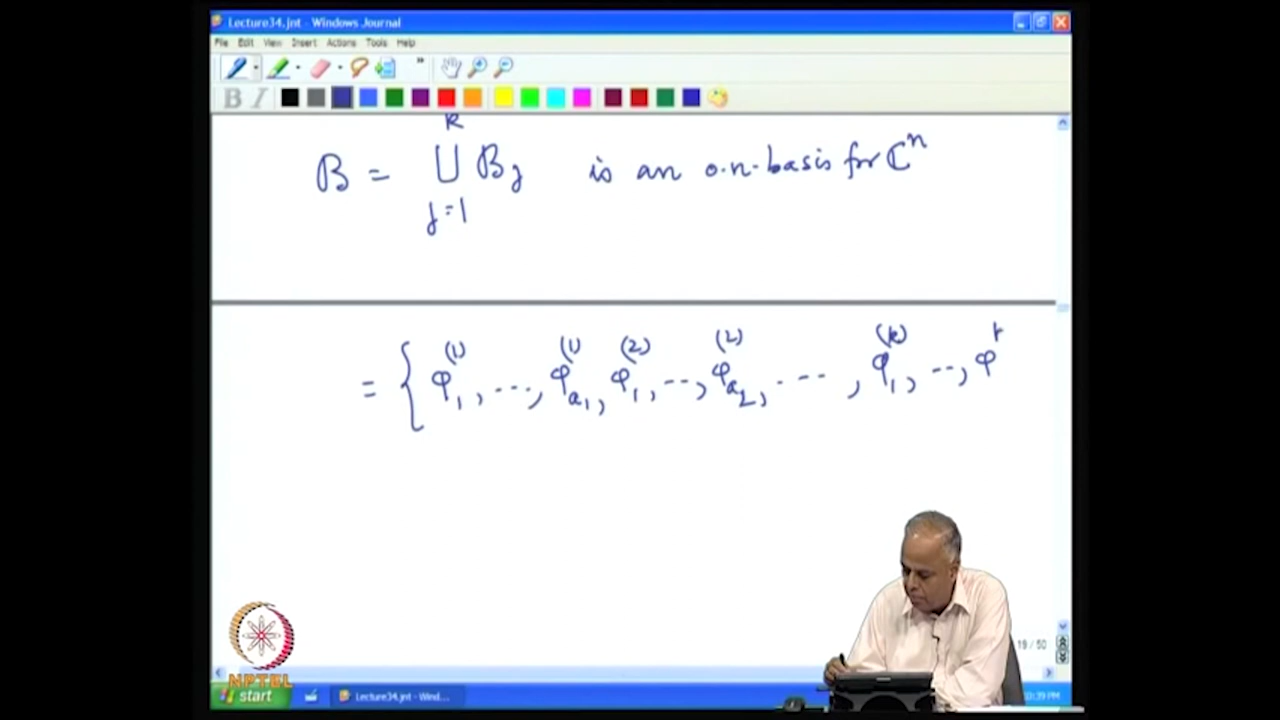 Lecture34.jnt - Windows Journal
File Edit View Insert Actions Tools Help
B I
k
B = ⋃ B_j is an o.n.basis for ℂ^n
j=1
= { φ_1^(1), ..., φ_{a_1}^(1), φ_1^(2), ..., φ_{a_2}^(2), ..., φ_1^(k), ..., φ^k
19 / 50
NPTEL
start Lecture34.jnt - Wind...